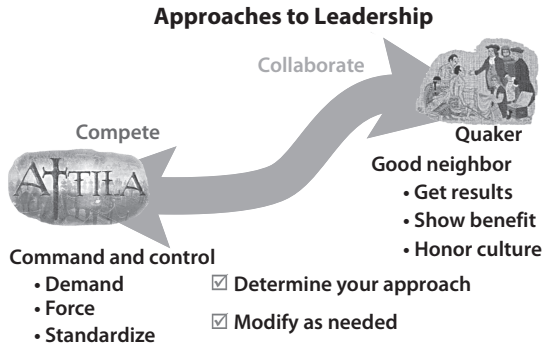 Approaches to Leadership
Collaborate
Compete
Quaker
Good neighbor
• Get results
• Show benefit
• Honor culture
ATTILA
Command and control
• Demand
• Force
• Standardize
☑ Determine your approach
☑ Modify as needed